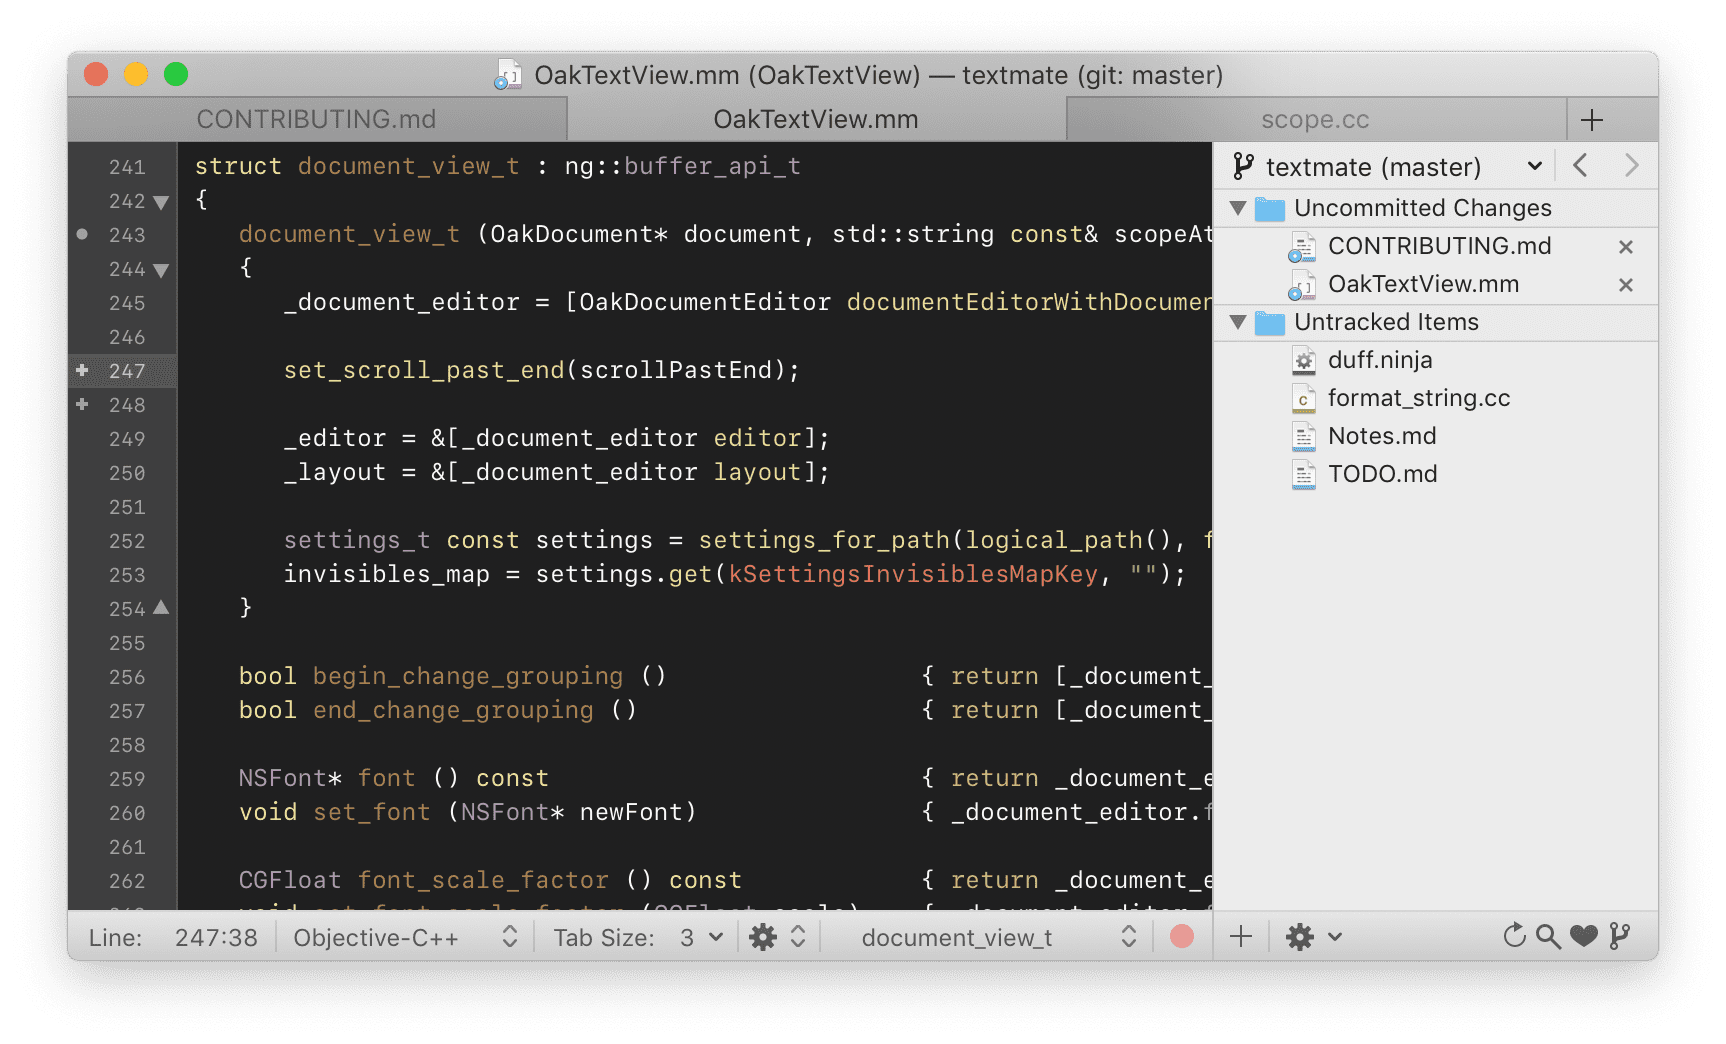 OakTextView.mm (OakTextView) — textmate (git: master)
CONTRIBUTING.md
OakTextView.mm
scope.cc
241 struct document_view_t : ng::buffer_api_t
242 {
243 document_view_t (OakDocument* document, std::string const& scopeAt
244 {
245 _document_editor = [OakDocumentEditor documentEditorWithDocumen
246
247 set_scroll_past_end(scrollPastEnd);
248
249 _editor = &[_document_editor editor];
250 _layout = &[_document_editor layout];
251
252 settings_t const settings = settings_for_path(logical_path(), f
253 invisibles_map = settings.get(kSettingsInvisiblesMapKey, "");
254 }
255
256 bool begin_change_grouping () { return [_document_
257 bool end_change_grouping () { return [_document_
258
259 NSFont* font () const { return _document_e
260 void set_font (NSFont* newFont) { _document_editor.f
261
262 CGFloat font_scale_factor () const { return _document_e
textmate (master)
Uncommitted Changes
CONTRIBUTING.md
OakTextView.mm
Untracked Items
duff.ninja
format_string.cc
Notes.md
TODO.md
Line: 247:38
Objective-C++
Tab Size: 3
document_view_t